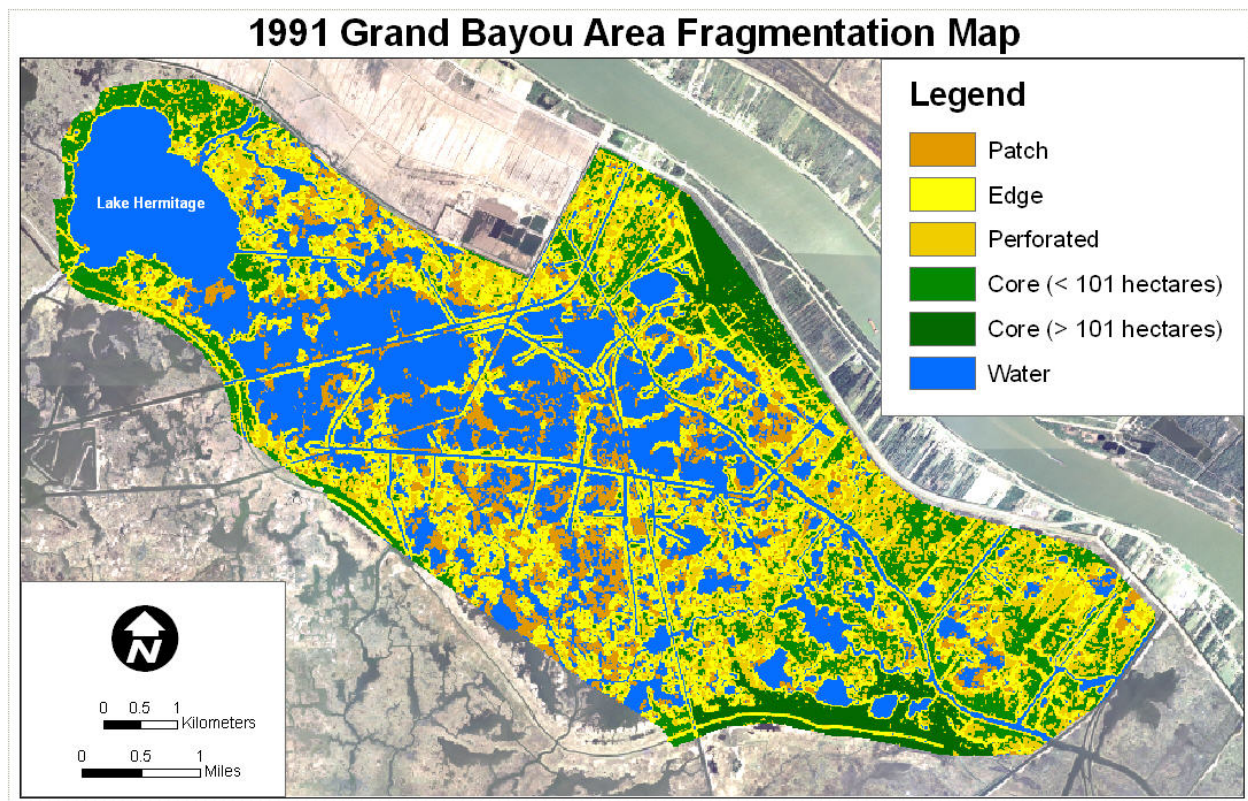 1991 Grand Bayou Area Fragmentation Map
Lake Hermitage
Legend
Patch
Edge
Perforated
Core (< 101 hectares)
Core (> 101 hectares)
Water
N
0 0.5 1
Kilometers
0 0.5 1
Miles